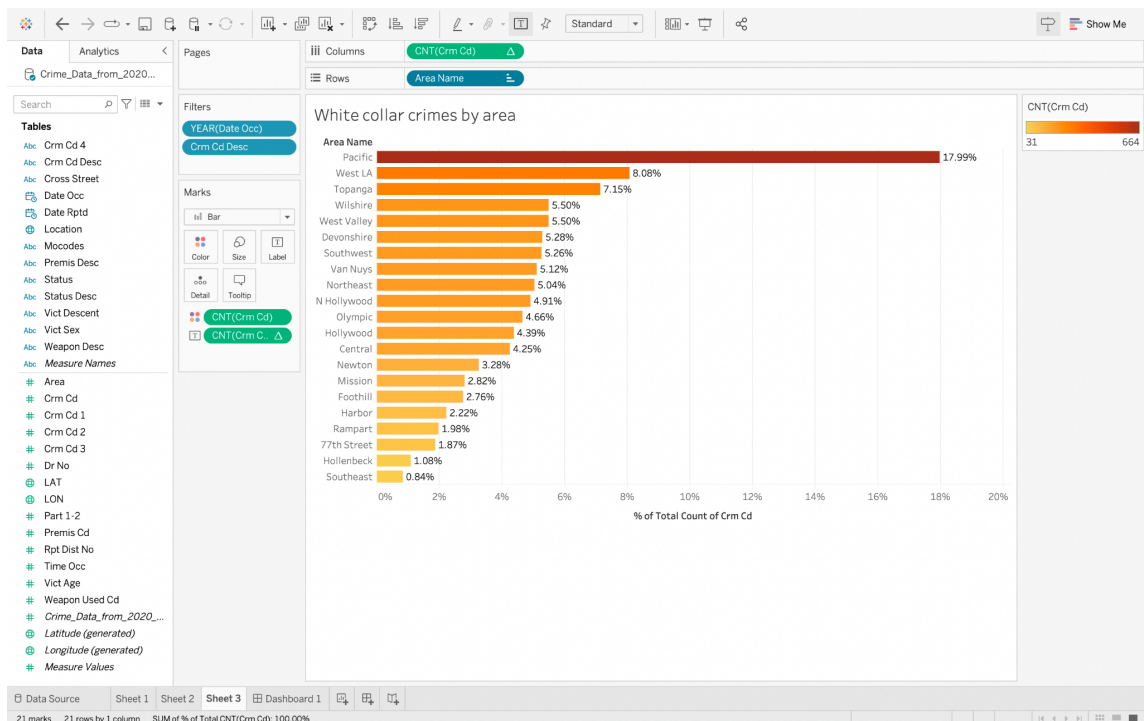 Standard
Show Me
Data
Analytics
Crime_Data_from_2020...
Search
Tables
Abc Crm Cd 4
Abc Crm Cd Desc
Abc Cross Street
Date Occ
Date Rptd
Location
Abc Mocodes
Abc Premis Desc
Abc Status
Abc Status Desc
Abc Vict Descent
Abc Vict Sex
Abc Weapon Desc
Abc Measure Names
# Area
# Crm Cd
# Crm Cd 1
# Crm Cd 2
# Crm Cd 3
# Dr No
LAT
LON
# Part 1-2
# Premis Cd
# Rpt Dist No
# Time Occ
# Vict Age
# Weapon Used Cd
# Crime_Data_from_2020_...
Latitude (generated)
Longitude (generated)
# Measure Values
Pages
Filters
YEAR(Date Occ)
Crm Cd Desc
Marks
Bar
Color
Size
T
Label
Detail
Tooltip
CNT(Crm Cd)
T CNT(Crm C.. Δ
Columns
CNT(Crm Cd) Δ
Rows
Area Name
White collar crimes by area
Area Name
Pacific 17.99%
West LA 8.08%
Topanga 7.15%
Wilshire 5.50%
West Valley 5.50%
Devonshire 5.28%
Southwest 5.26%
Van Nuys 5.12%
Northeast 5.04%
N Hollywood 4.91%
Olympic 4.66%
Hollywood 4.39%
Central 4.25%
Newton 3.28%
Mission 2.82%
Foothill 2.76%
Harbor 2.22%
Rampart 1.98%
77th Street 1.87%
Hollenbeck 1.08%
Southeast 0.84%
0% 2% 4% 6% 8% 10% 12% 14% 16% 18% 20%
% of Total Count of Crm Cd
CNT(Crm Cd)
31 664
Data Source
Sheet 1
Sheet 2
Sheet 3
Dashboard 1
21 marks 21 rows by 1 column SUM of % of Total CNT(Crm Cd): 100.00%